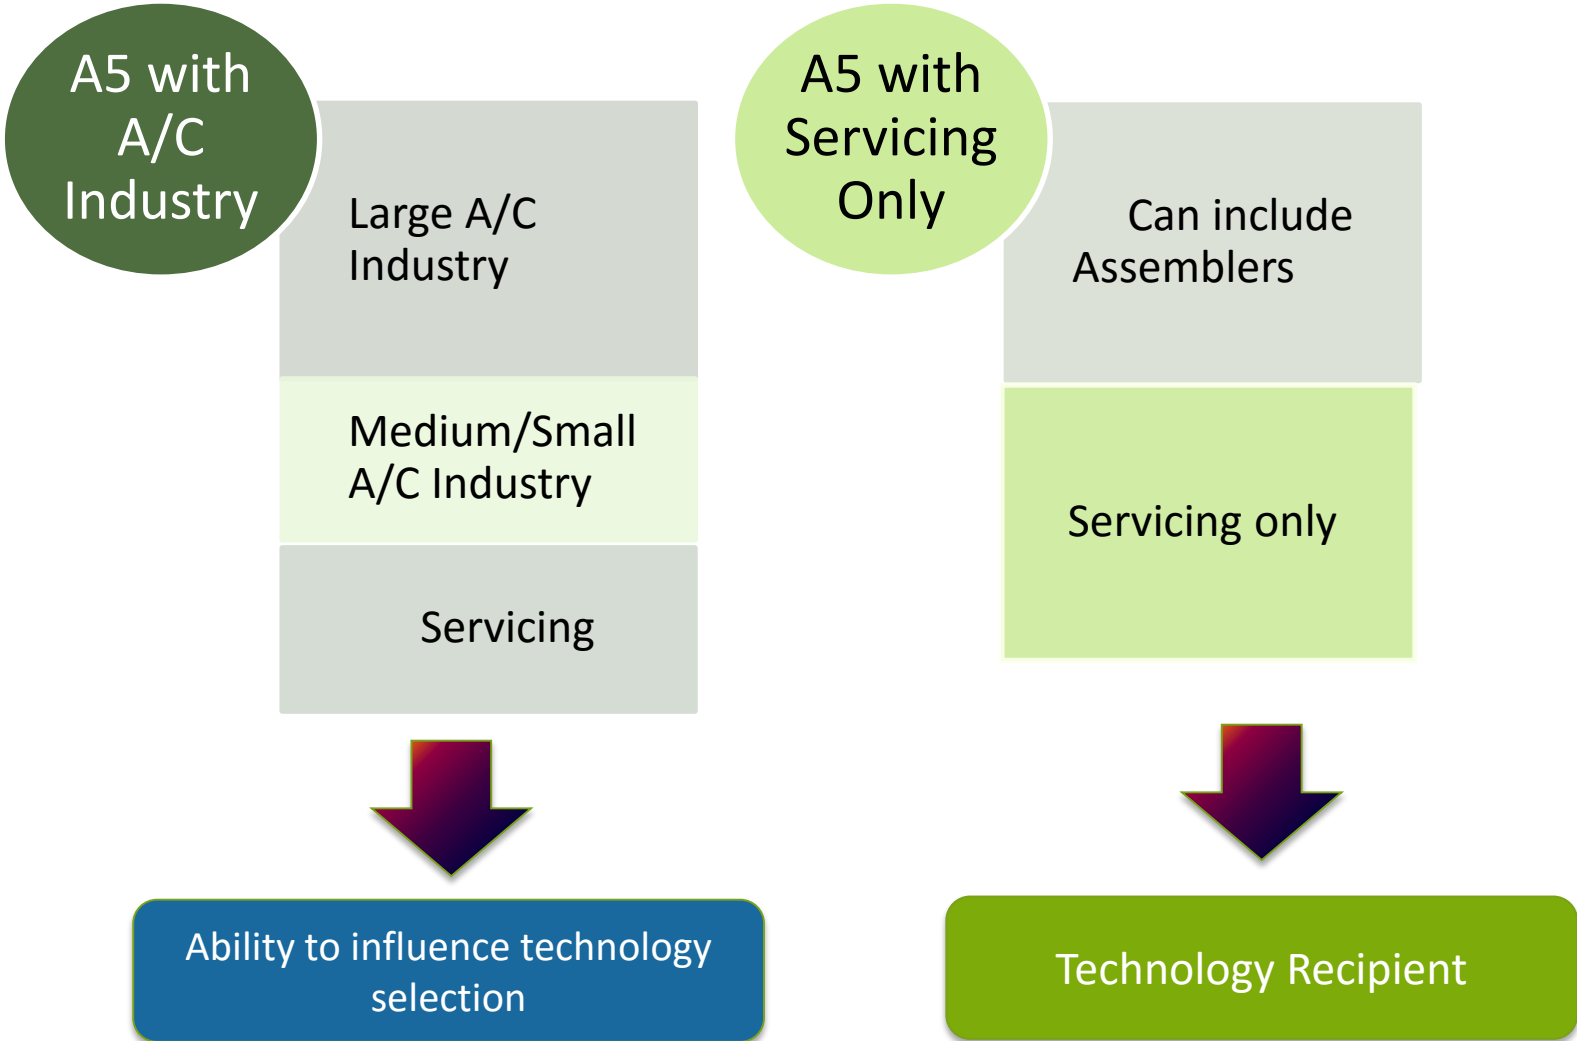 A5 with
A/C
Industry
Large A/C
Industry
Medium/Small
A/C Industry
Servicing
Ability to influence technology
selection
A5 with
Servicing
Only
Can include
Assemblers
Servicing only
Technology Recipient